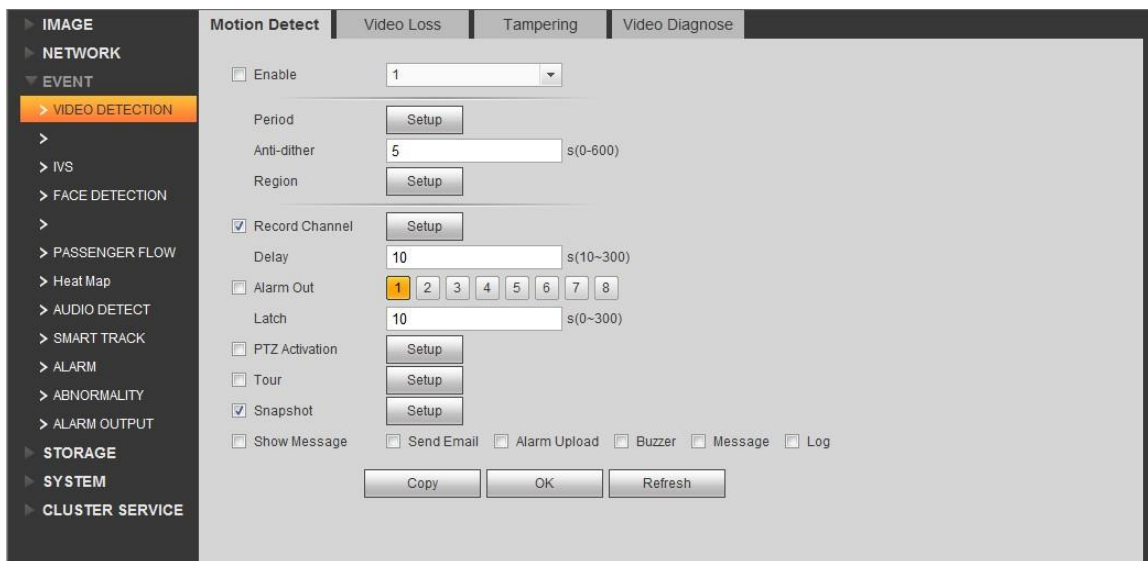 IMAGE
NETWORK
EVENT
> VIDEO DETECTION
>
> IVS
> FACE DETECTION
>
> PASSENGER FLOW
> Heat Map
> AUDIO DETECT
> SMART TRACK
> ALARM
> ABNORMALITY
> ALARM OUTPUT
STORAGE
SYSTEM
CLUSTER SERVICE
Motion Detect Video Loss Tampering Video Diagnose
Enable 1
Period Setup
Anti-dither 5 s(0-600)
Region Setup
Record Channel Setup
Delay 10 s(10~300)
Alarm Out 1 2 3 4 5 6 7 8
Latch 10 s(0~300)
PTZ Activation Setup
Tour Setup
Snapshot Setup
Show Message Send Email Alarm Upload Buzzer Message Log
Copy OK Refresh